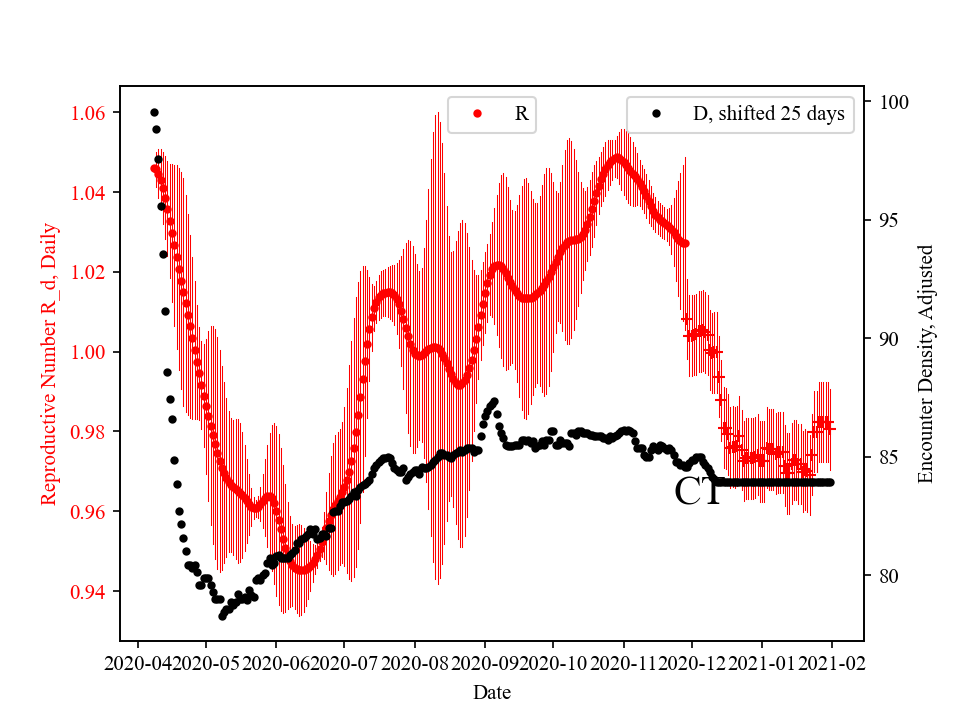 R
D, shifted 25 days
1.06
1.04
1.02
1.00
0.98
0.96
0.94
Reproductive Number R_d, Daily
100
95
90
85
80
Encounter Density, Adjusted
CT
2020-04 2020-05 2020-06 2020-07 2020-08 2020-09 2020-10 2020-11 2020-12 2021-01 2021-02
Date